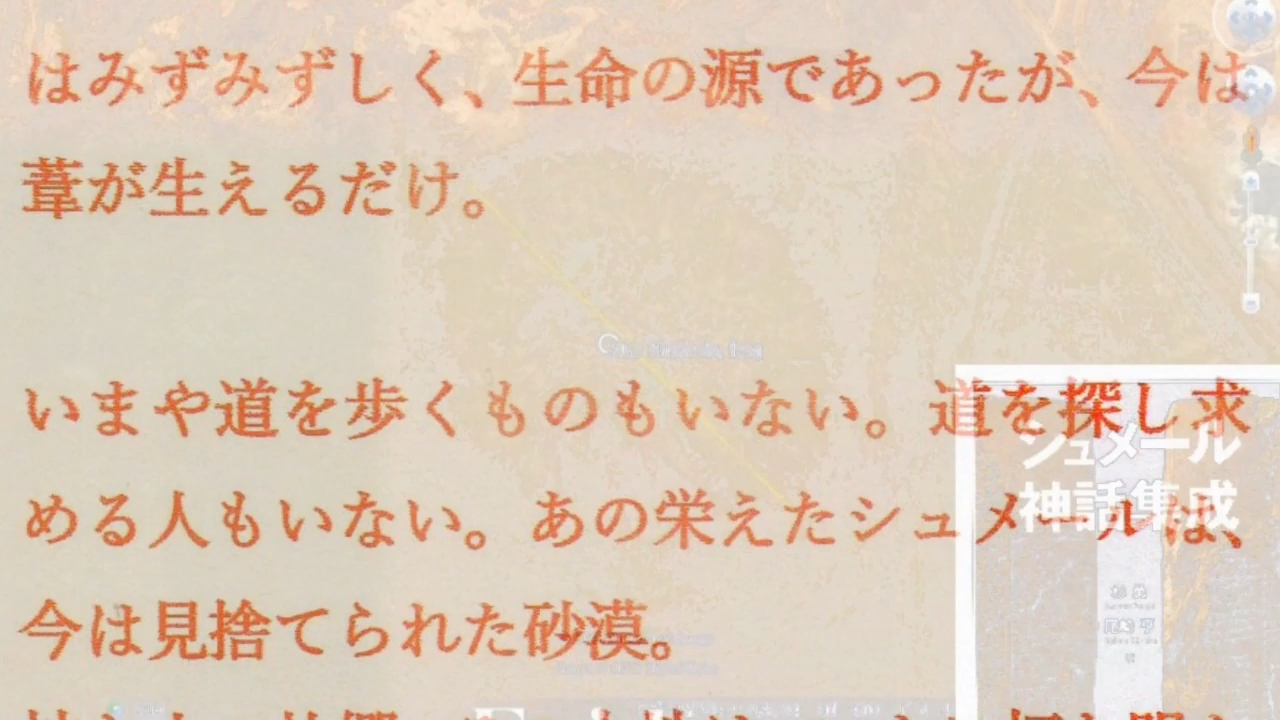 はみずみずしく、生命の源であったが、今は
葦が生えるだけ。
いまや道を歩くものもいない。道を探し求
める人もいない。あの栄えたシュメールは、
今は見捨てられた砂漠。
シュメール
神話集成